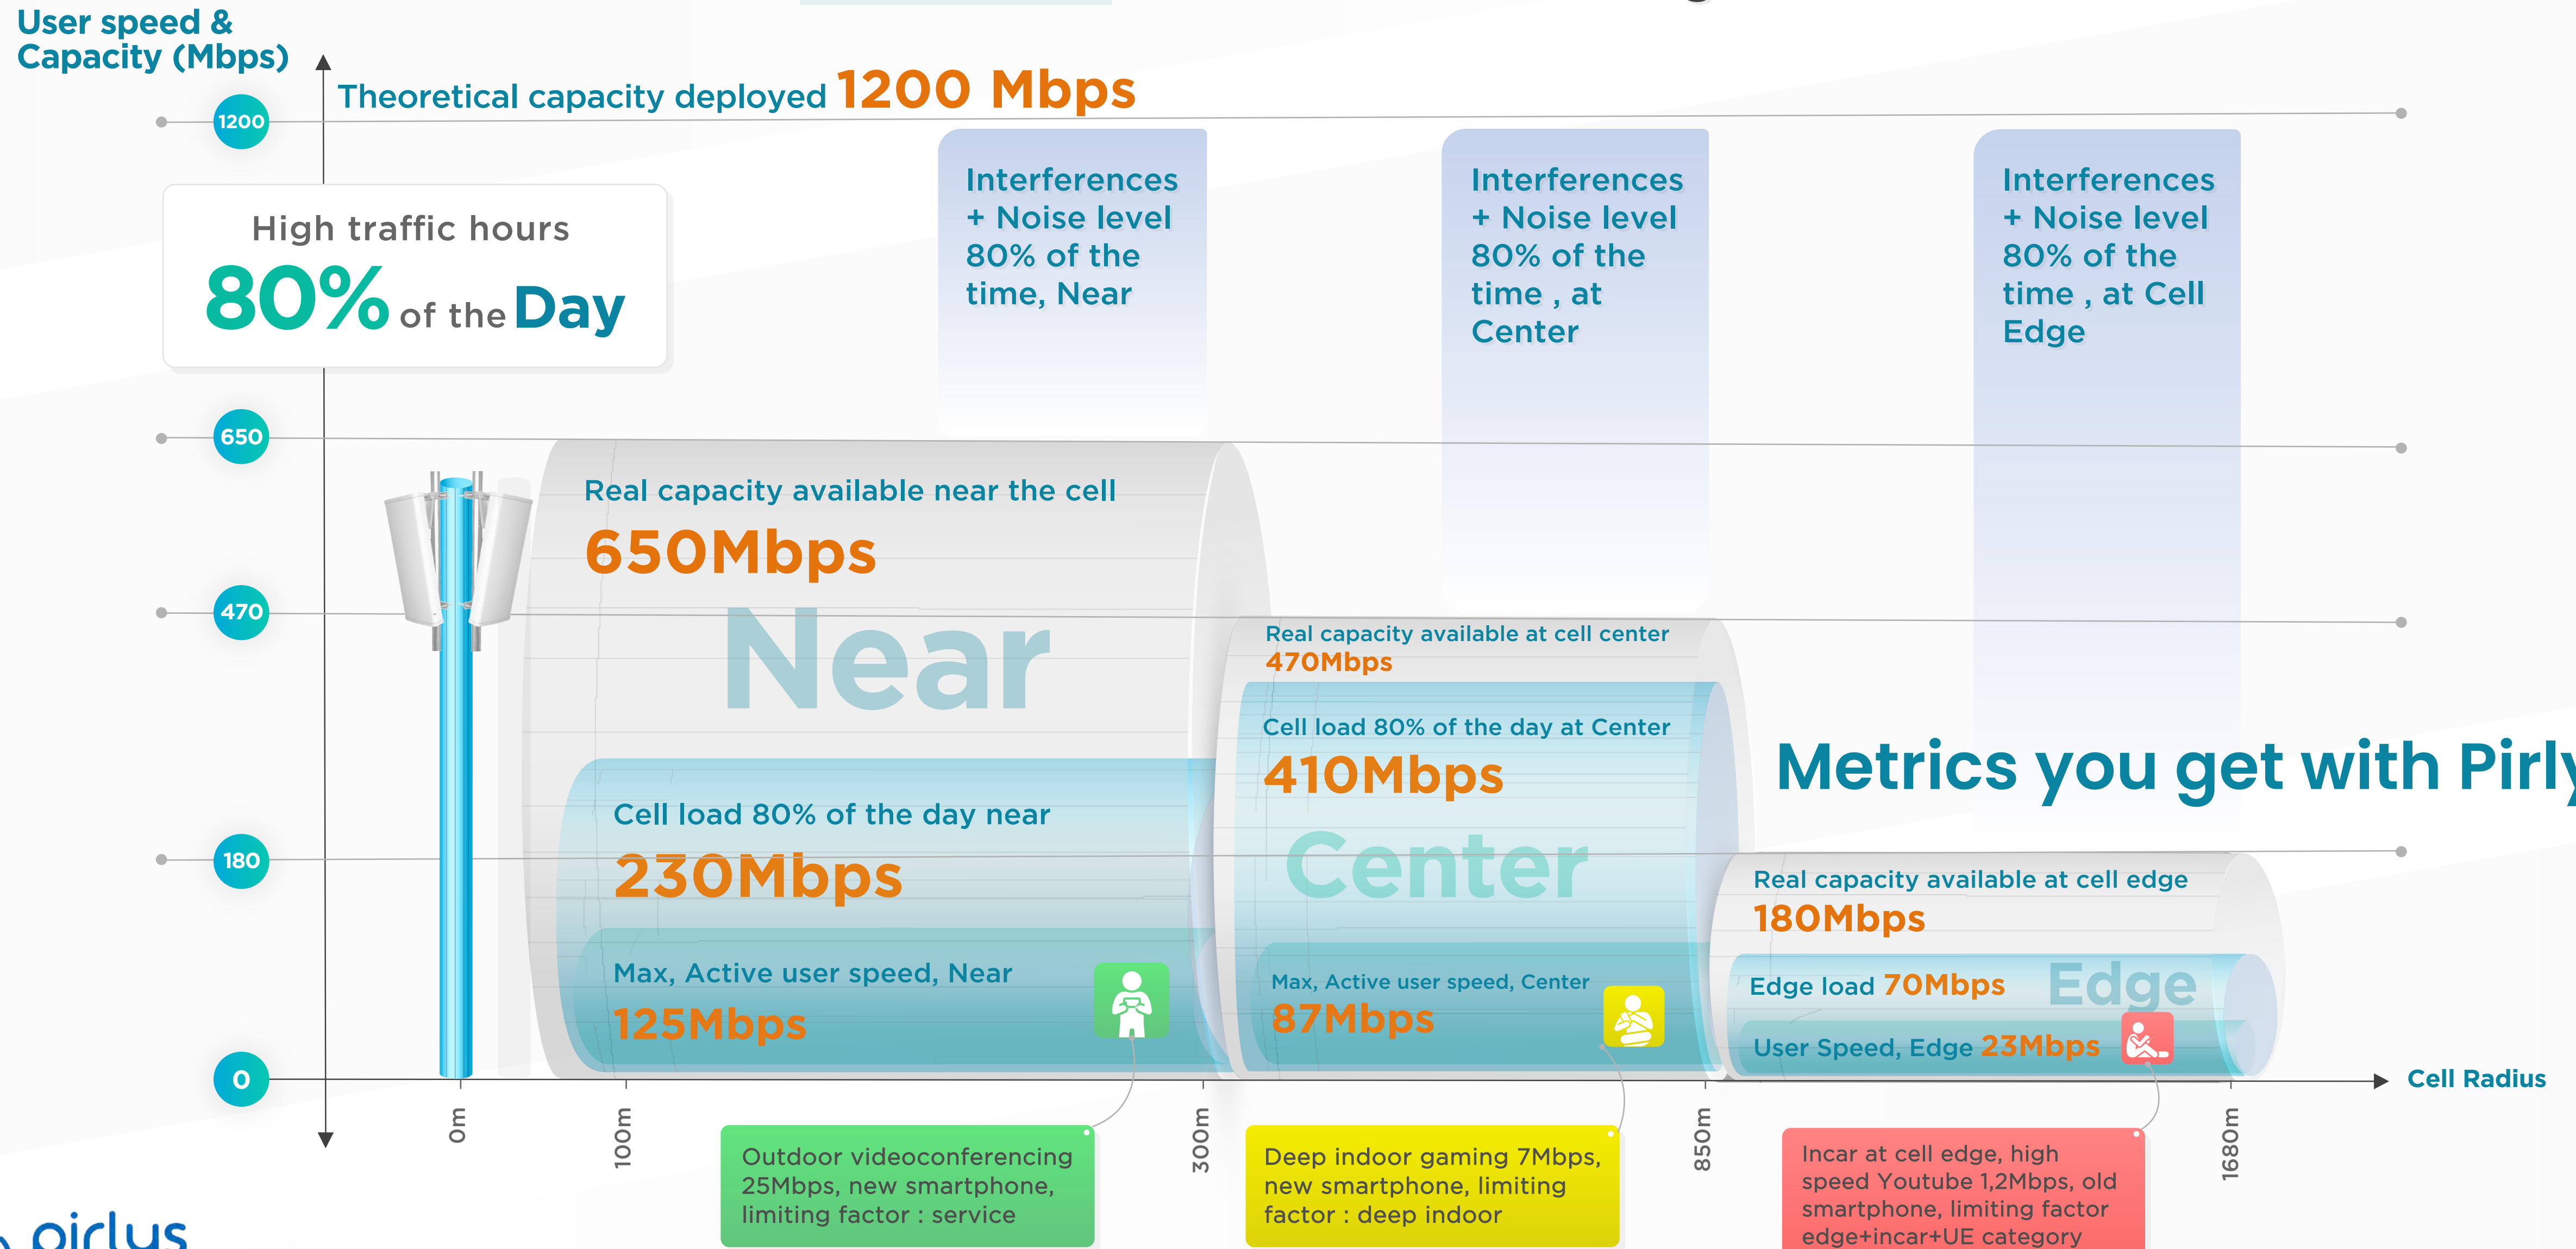 User speed &
Capacity (Mbps)
Theoretical capacity deployed 1200 Mbps
1200
High traffic hours
80% of the Day
Interferences
+ Noise level
80% of the
time, Near
Interferences
+ Noise level
80% of the
time , at
Center
Interferences
+ Noise level
80% of the
time , at Cell
Edge
650
Real capacity available near the cell
650Mbps
470
Near
Real capacity available at cell center
470Mbps
Cell load 80% of the day at Center
410Mbps
Center
Metrics you get with
Cell load 80% of the day near
230Mbps
180
Real capacity available at cell edge
180Mbps
Max, Active user speed, Near
125Mbps
Max, Active user speed, Center
87Mbps
Edge load 70Mbps
Edge
User Speed, Edge 23Mbps
0
Cell Radius
0m
100m
300m
850m
1680m
Outdoor videoconferencing
25Mbps, new smartphone,
limiting factor : service
Deep indoor gaming 7Mbps,
new smartphone, limiting
factor : deep indoor
Incar at cell edge, high
speed Youtube 1,2Mbps, old
smartphone, limiting factor
edge+incar+UE category
pirlys